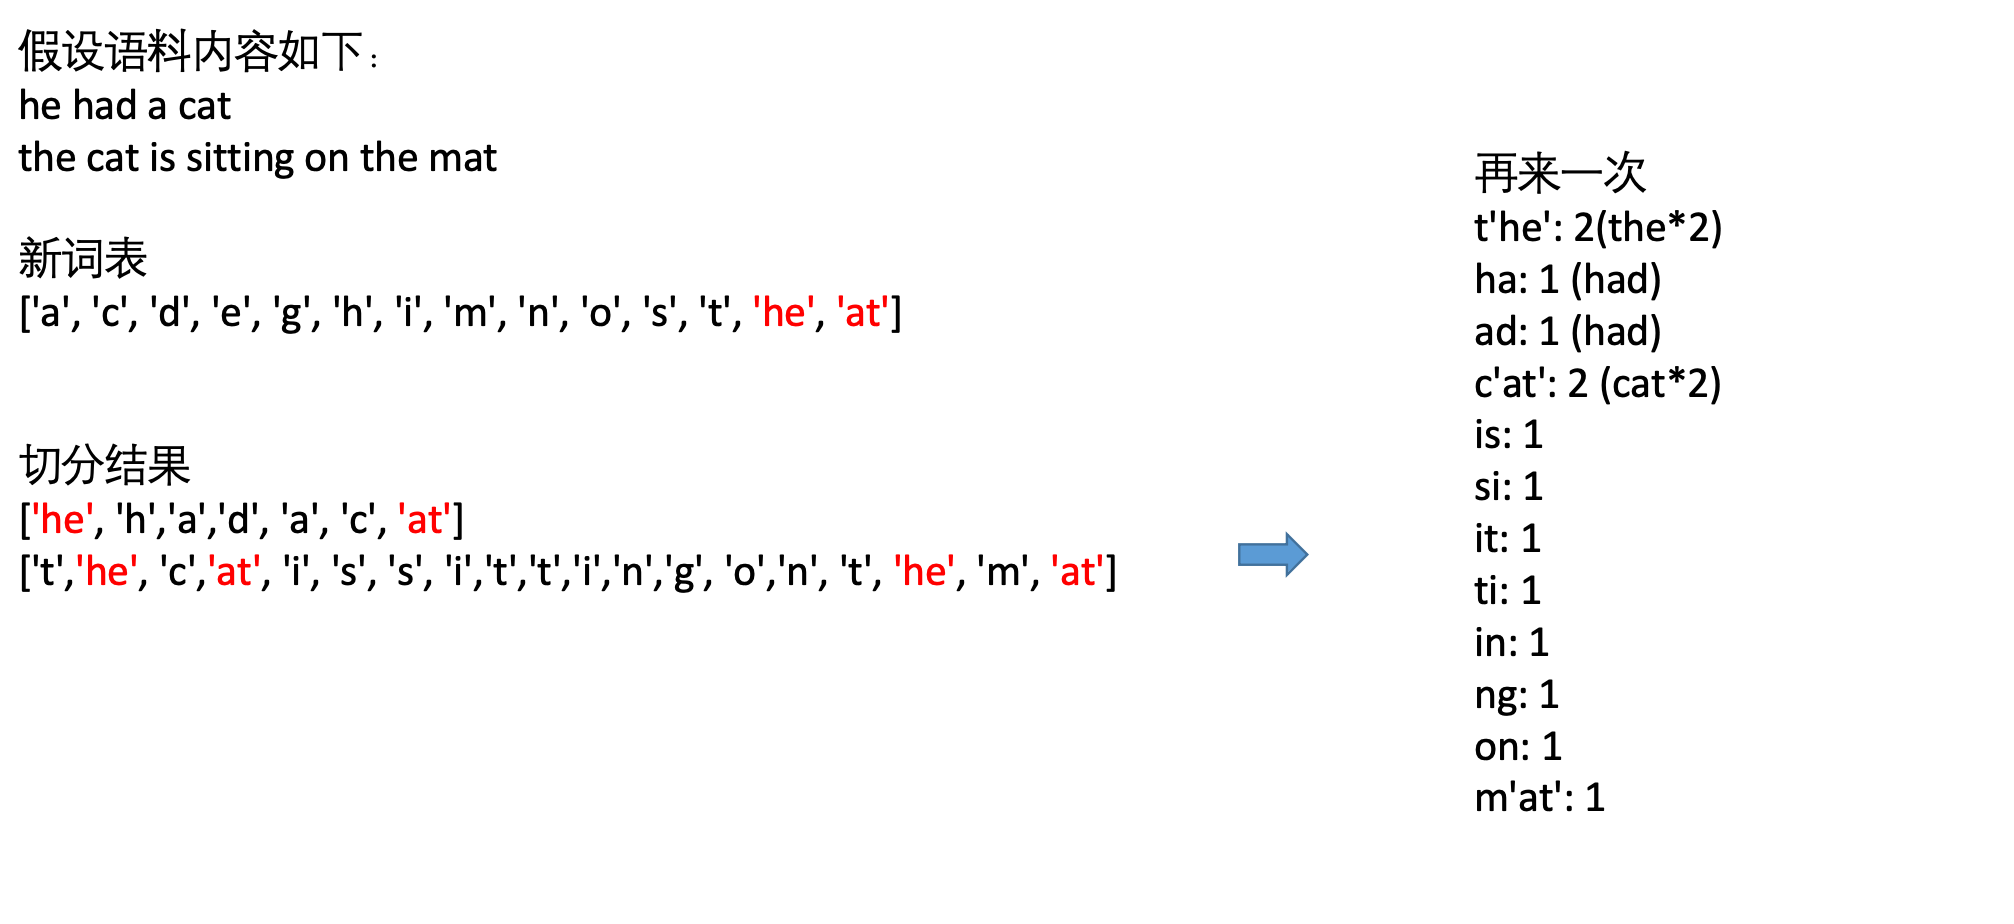 假设语料内容如下：
he had a cat
the cat is sitting on the mat
新词表
['a', 'c', 'd', 'e', 'g', 'h', 'i', 'm', 'n', 'o', 's', 't', 'he', 'at']
切分结果
['he', 'h','a','d', 'a', 'c', 'at']
['t','he', 'c','at', 'i', 's', 's', 'i','t','t','i','n','g', 'o','n', 't', 'he', 'm', 'at']
再来一次
t'he': 2(the*2)
ha: 1 (had)
ad: 1 (had)
c'at': 2 (cat*2)
is: 1
si: 1
it: 1
ti: 1
in: 1
ng: 1
on: 1
m'at': 1